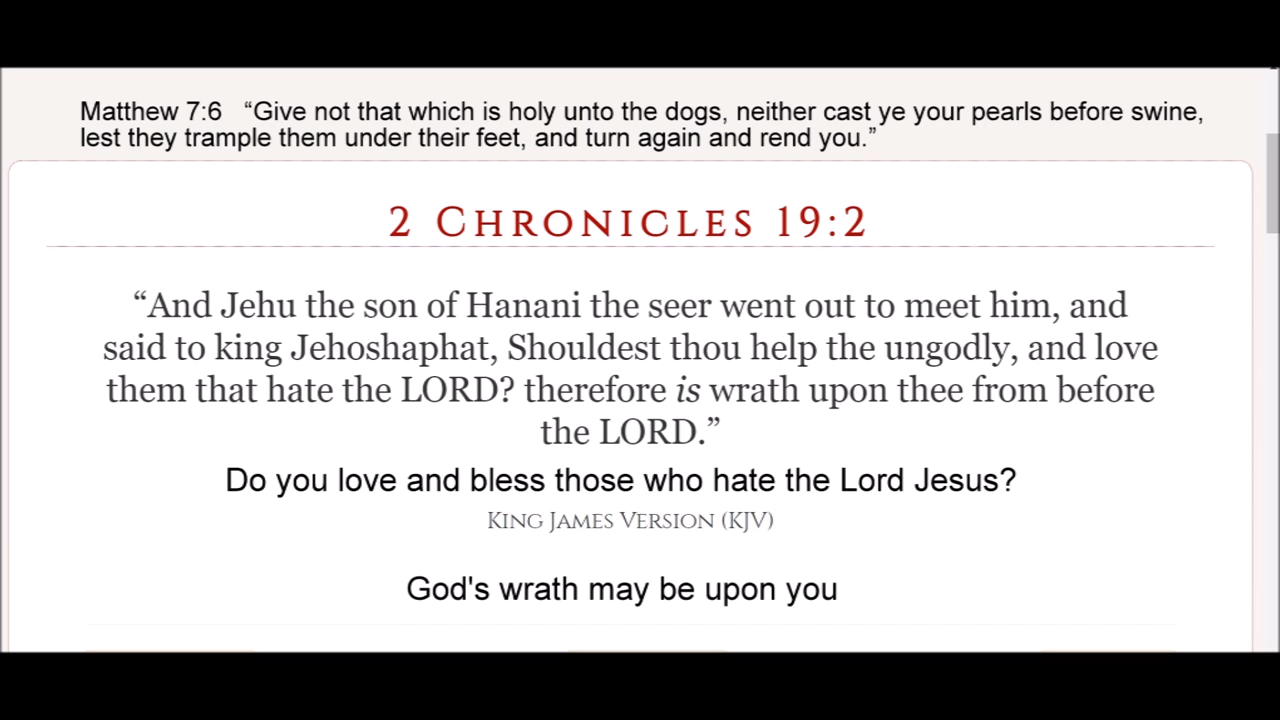 Matthew 7:6 “Give not that which is holy unto the dogs, neither cast ye your pearls before swine,
lest they trample them under their feet, and turn again and rend you.”
2 Chronicles 19:2
“And Jehu the son of Hanani the seer went out to meet him, and
said to king Jehoshaphat, Shouldest thou help the ungodly, and love
them that hate the LORD? therefore is wrath upon thee from before
the LORD.”
Do you love and bless those who hate the Lord Jesus?
King James Version (KJV)
God's wrath may be upon you